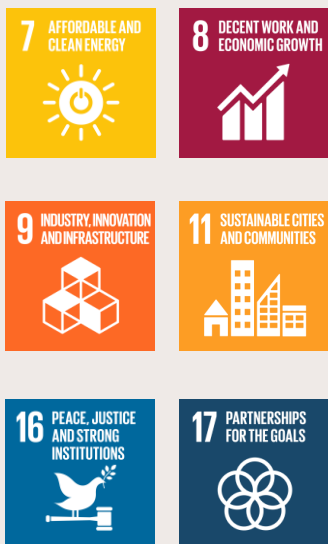 7 AFFORDABLE AND
CLEAN ENERGY
8 DECENT WORK AND
ECONOMIC GROWTH
9 INDUSTRY, INNOVATION
AND INFRASTRUCTURE
11 SUSTAINABLE CITIES
AND COMMUNITIES
16 PEACE, JUSTICE
AND STRONG
INSTITUTIONS
17 PARTNERSHIPS
FOR THE GOALS